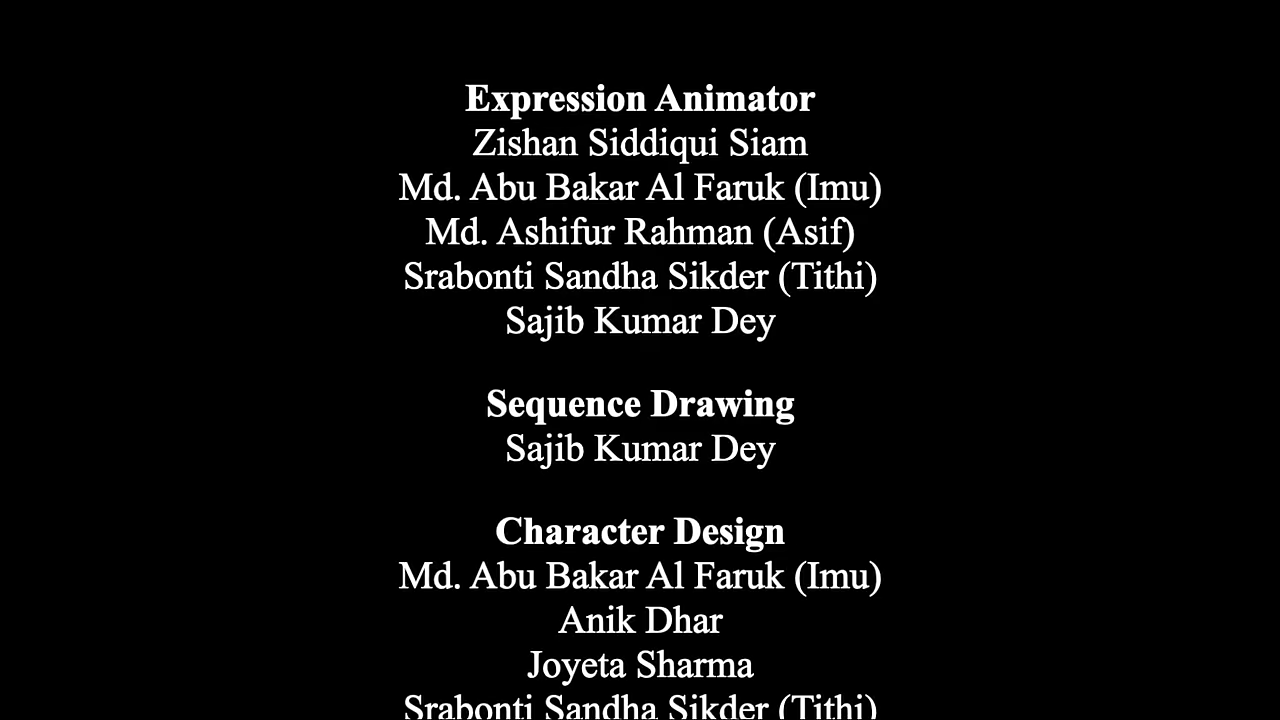 Expression Animator
Zishan Siddiqui Siam
Md. Abu Bakar Al Faruk (Imu)
Md. Ashifur Rahman (Asif)
Srabonti Sandha Sikder (Tithi)
Sajib Kumar Dey
Sequence Drawing
Sajib Kumar Dey
Character Design
Md. Abu Bakar Al Faruk (Imu)
Anik Dhar
Joyeta Sharma
Srabonti Sandha Sikder (Tithi)